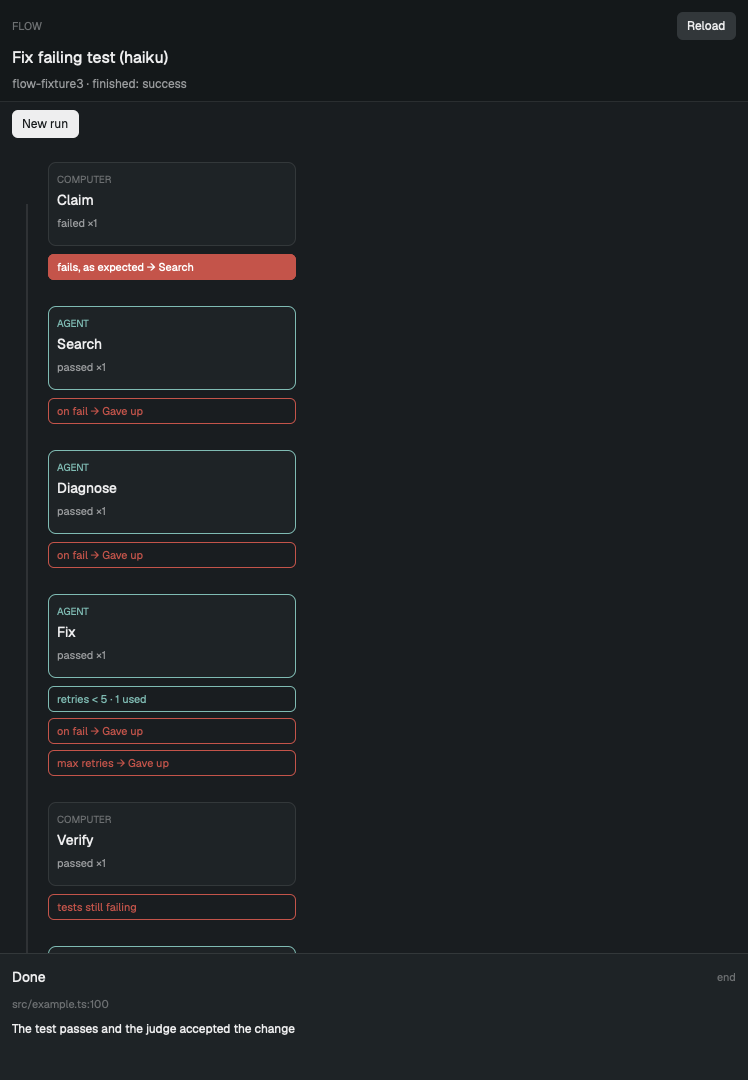 FLOW
Reload
Fix failing test (haiku)
flow-fixture3 · finished: success
New run
COMPUTER
Claim
failed ×1
fails, as expected → Search
AGENT
Search
passed ×1
on fail → Gave up
AGENT
Diagnose
passed ×1
on fail → Gave up
AGENT
Fix
passed ×1
retries < 5 · 1 used
on fail → Gave up
max retries → Gave up
COMPUTER
Verify
passed ×1
tests still failing
Done
end
src/example.ts:100
The test passes and the judge accepted the change